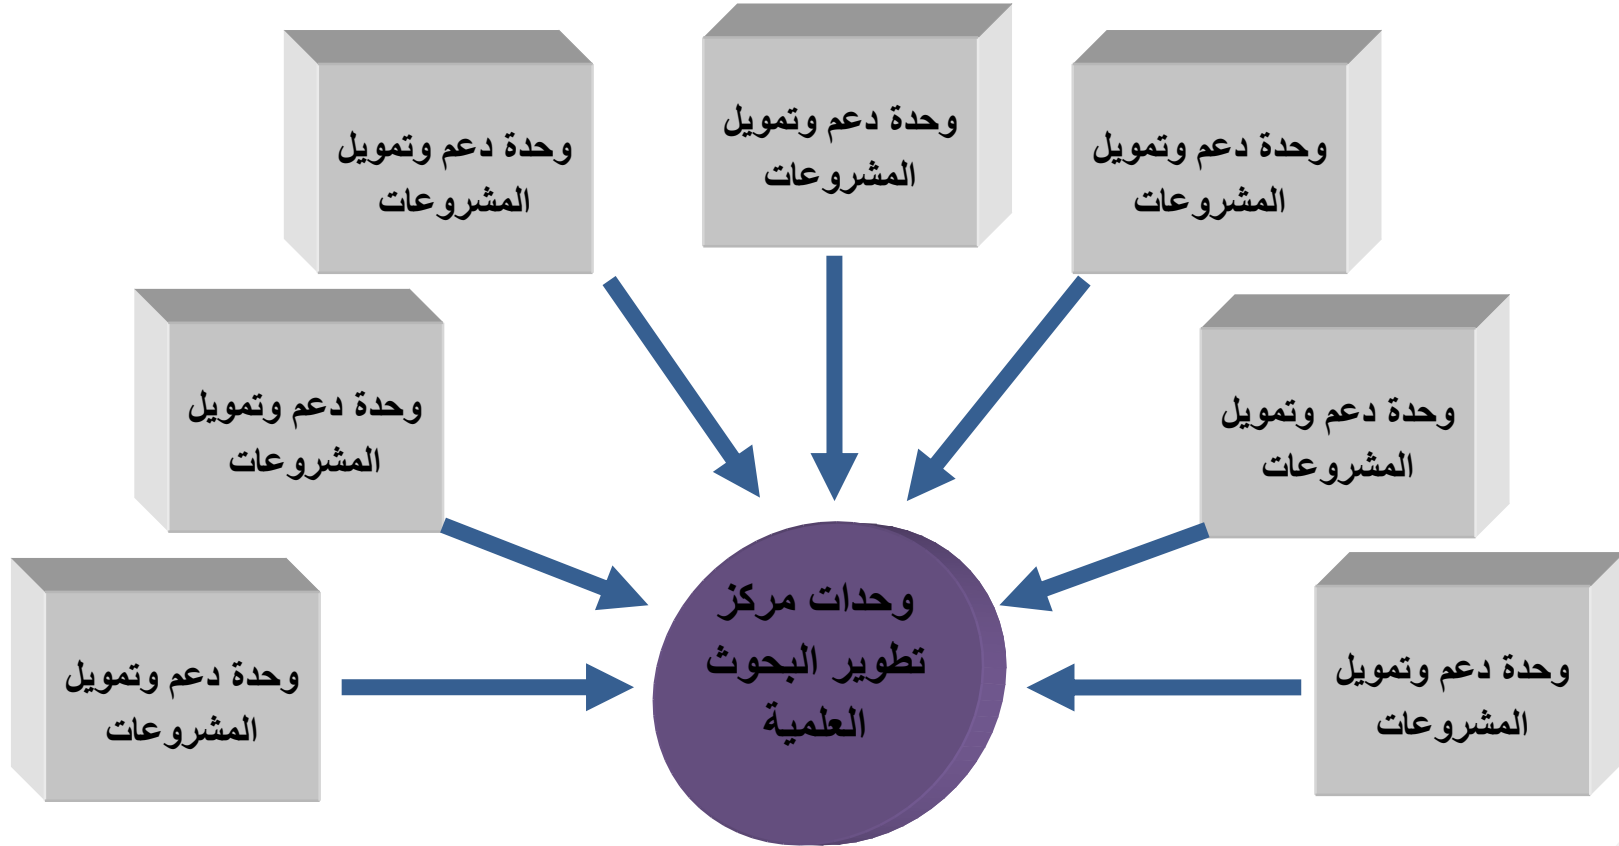 وحدة دعم وتمويل
المشروعات
وحدة دعم وتمويل
المشروعات
وحدة دعم وتمويل
المشروعات
وحدة دعم وتمويل
المشروعات
وحدة دعم وتمويل
المشروعات
وحدة دعم وتمويل
المشروعات
وحدة دعم وتمويل
المشروعات
وحدات مركز
تطوير البحوث
العلمية